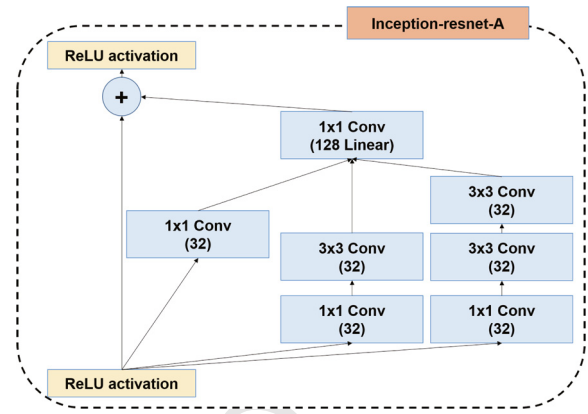 Inception-resnet-A
ReLU activation
+
1x1 Conv
(128 Linear)
3x3 Conv
(32)
1x1 Conv
(32)
3x3 Conv
(32)
3x3 Conv
(32)
1x1 Conv
(32)
1x1 Conv
(32)
ReLU activation